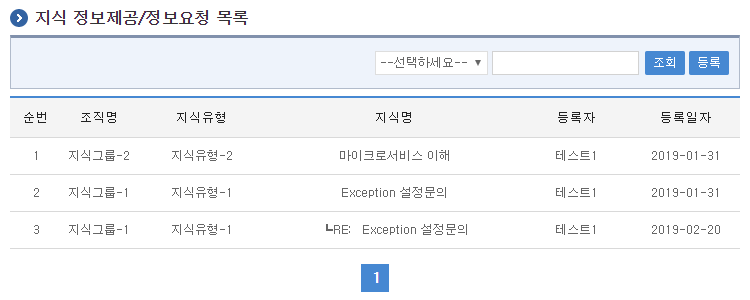 지식 정보제공/정보요청 목록
--선택하세요-- ▼ 조회 등록
순번 조직명 지식유형 지식명 등록자 등록일자
1 지식그룹-2 지식유형-2 마이크로서비스 이해 테스트1 2019-01-31
2 지식그룹-1 지식유형-1 Exception 설정문의 테스트1 2019-01-31
3 지식그룹-1 지식유형-1 ┗RE: Exception 설정문의 테스트1 2019-02-20
1